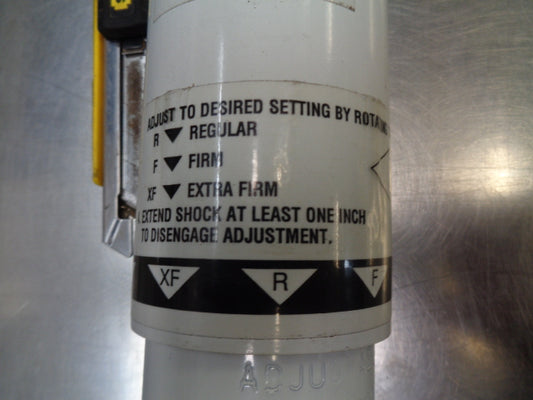 ADJUST TO DESIRED SETTING BY ROTATING
R ▼ REGULAR
F ▼ FIRM
XF ▼ EXTRA FIRM
EXTEND SHOCK AT LEAST ONE INCH
TO DISENGAGE ADJUSTMENT.
XF R F
ADJU